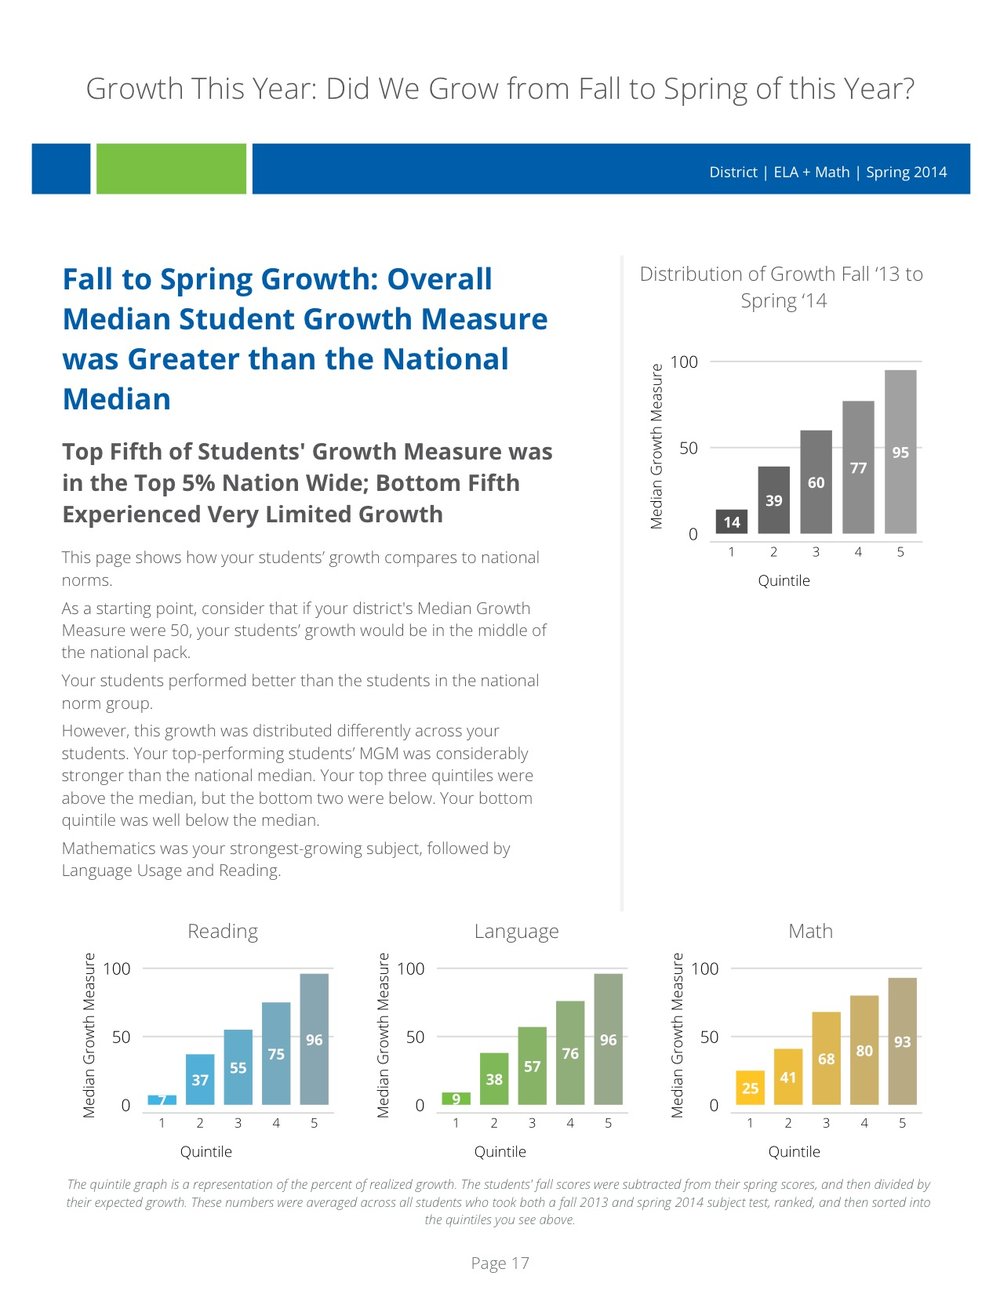 Growth This Year: Did We Grow from Fall to Spring of this Year?
District | ELA + Math | Spring 2014
Fall to Spring Growth: Overall
Median Student Growth Measure
was Greater than the National
Median
Top Fifth of Students' Growth Measure was
in the Top 5% Nation Wide; Bottom Fifth
Experienced Very Limited Growth
This page shows how your students’ growth compares to national
norms.
As a starting point, consider that if your district's Median Growth
Measure were 50, your students’ growth would be in the middle of
the national pack.
Your students performed better than the students in the national
norm group.
However, this growth was distributed differently across your
students. Your top-performing students’ MGM was considerably
stronger than the national median. Your top three quintiles were
above the median, but the bottom two were below. Your bottom
quintile was well below the median.
Mathematics was your strongest-growing subject, followed by
Language Usage and Reading.
Distribution of Growth Fall ‘13 to
Spring ‘14
Median Growth Measure
100
50
0
14
39
60
77
95
1 2 3 4 5
Quintile
Reading
Median Growth Measure
100
50
0
7
37
55
75
96
1 2 3 4 5
Quintile
Language
Median Growth Measure
100
50
0
9
38
57
76
96
1 2 3 4 5
Quintile
Math
Median Growth Measure
100
50
0
25
41
68
80
93
1 2 3 4 5
Quintile
The quintile graph is a representation of the percent of realized growth. The students' fall scores were subtracted from their spring scores, and then divided by
their expected growth. These numbers were averaged across all students who took both a fall 2013 and spring 2014 subject test, ranked, and then sorted into
the quintiles you see above.
Page 17